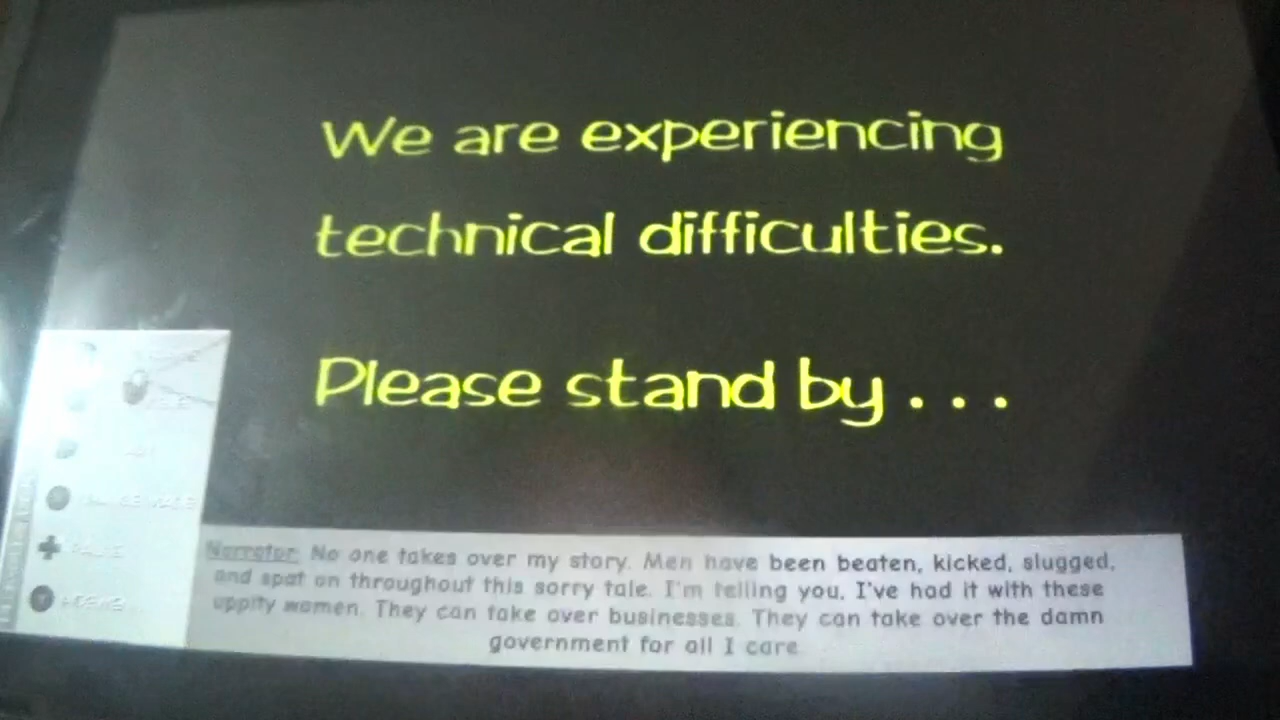 We are experiencing
technical difficulties.
Please stand by . . .
Narrator: No one takes over my story. Men have been beaten, kicked, slugged,
and spat on throughout this sorry tale. I'm telling you, I've had it with these
uppity women. They can take over businesses. They can take over the damn
government for all I care